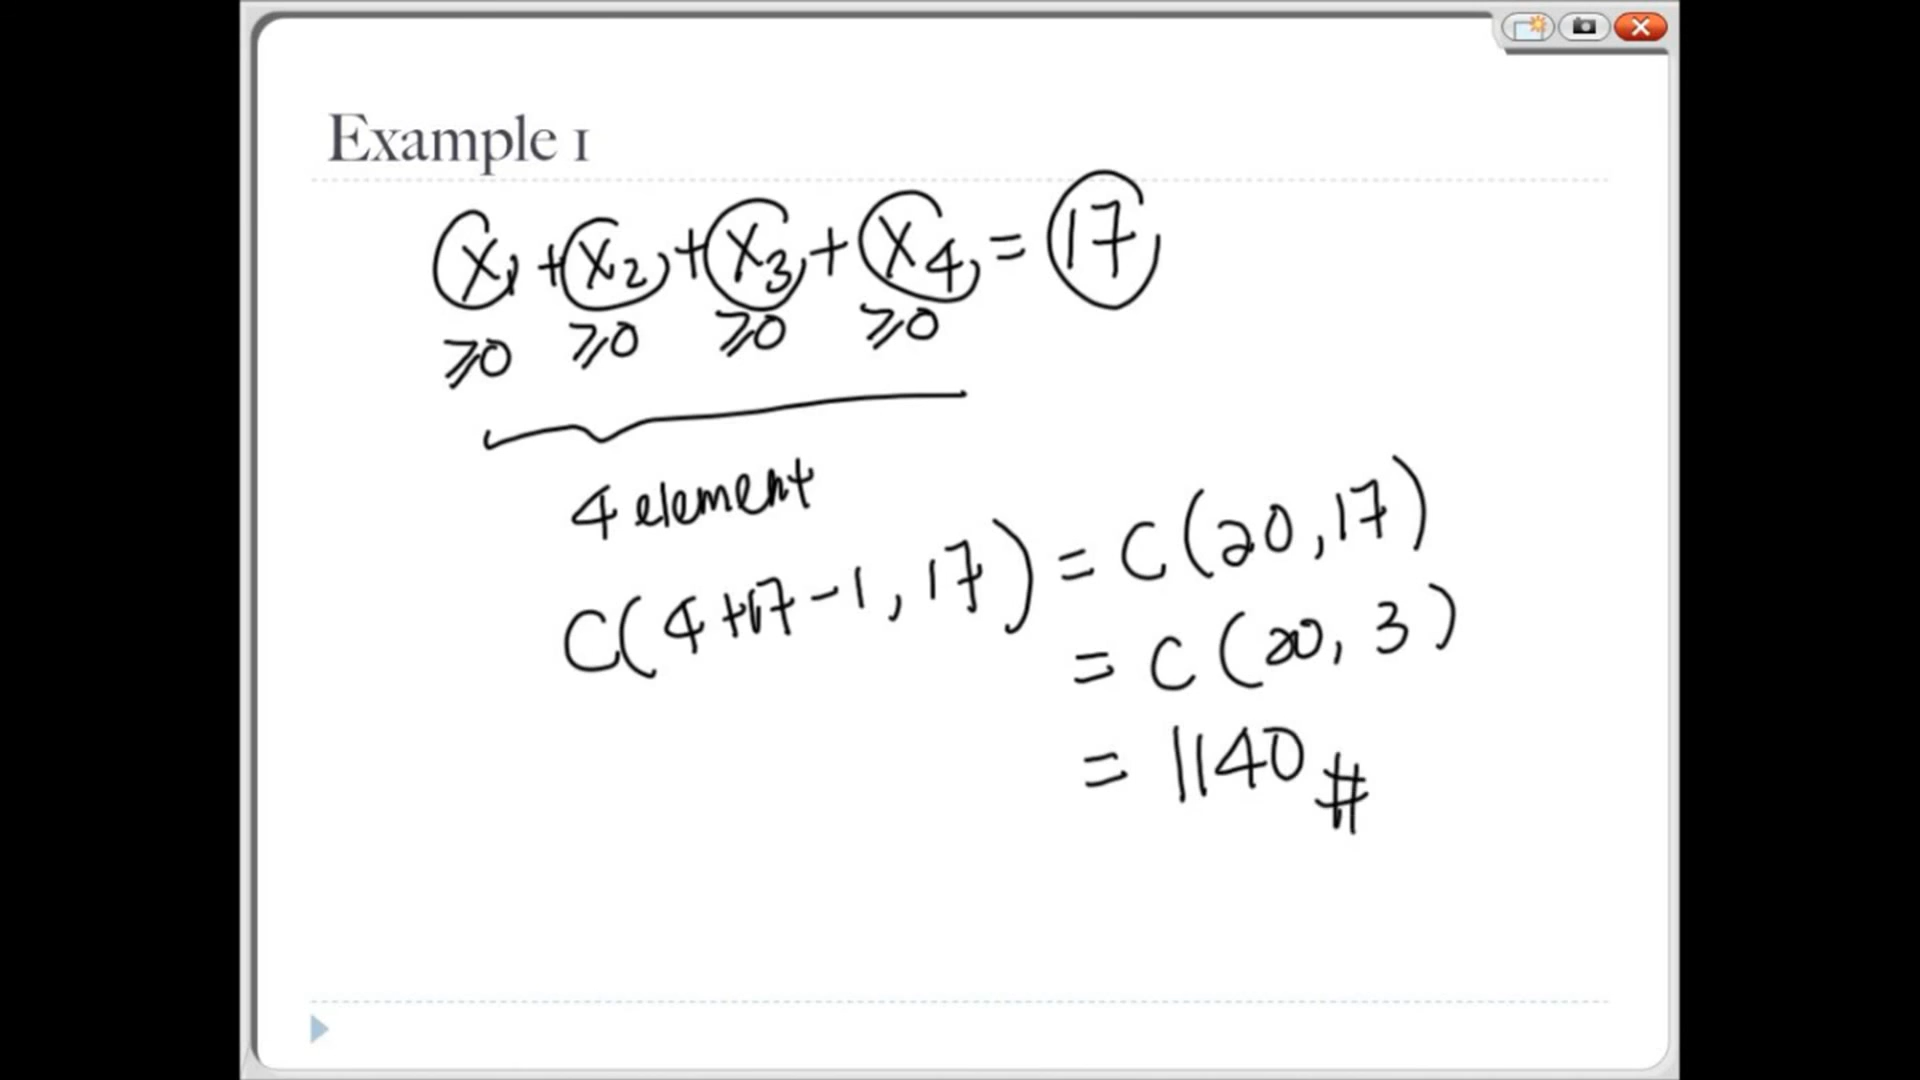 Example 1
x₁ + x₂ + x₃ + x₄ = 17
≥0 ≥0 ≥0 ≥0
4 element
C(4+17-1, 17) = C(20,17)
= C(20, 3)
= 1140 #